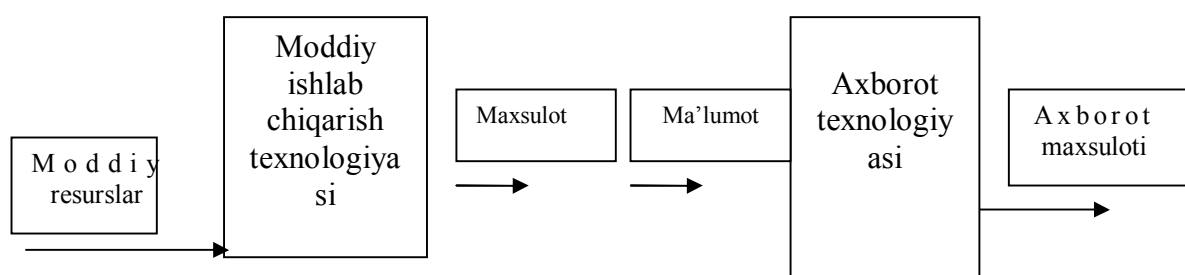 Moddiy
resurslar
Moddiy
ishlab
chiqarish
texnologiya
si
Maxsulot
Ma’lumot
Axborot
texnologiy
asi
Axborot
maxsuloti